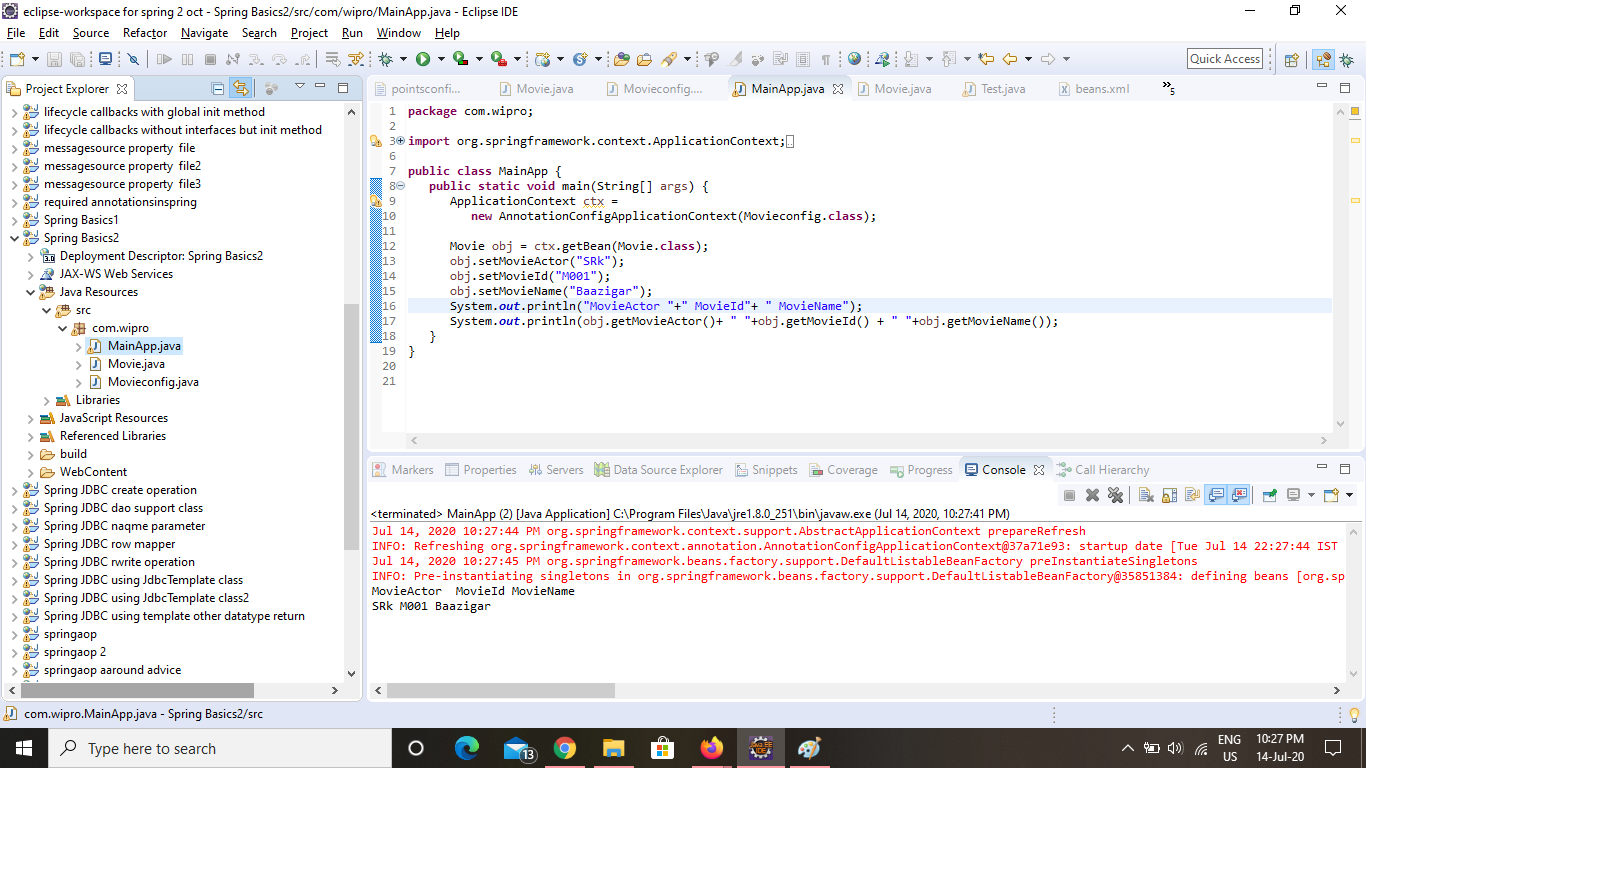 eclipse-workspace for spring 2 oct - Spring Basics2/src/com/wipro/MainApp.java - Eclipse IDE
File Edit Source Refactor Navigate Search Project Run Window Help
Quick Access
Project Explorer
lifecycle callbacks with global init method
lifecycle callbacks without interfaces but init method
messagesource property file
messagesource property file2
messagesource property file3
required annotationsinspring
Spring Basics1
Spring Basics2
Deployment Descriptor: Spring Basics2
JAX-WS Web Services
Java Resources
src
com.wipro
MainApp.java
Movie.java
Movieconfig.java
Libraries
JavaScript Resources
Referenced Libraries
build
WebContent
Spring JDBC create operation
Spring JDBC dao support class
Spring JDBC naqme parameter
Spring JDBC row mapper
Spring JDBC rwrite operation
Spring JDBC using JdbcTemplate class
Spring JDBC using JdbcTemplate class2
Spring JDBC using template other datatype return
springaop
springaop 2
springaop aaround advice
pointsconfi... Movie.java Movieconfig.... MainApp.java Movie.java Test.java beans.xml »5
1 package com.wipro;
2
3 import org.springframework.context.ApplicationContext;
6
7 public class MainApp {
8 public static void main(String[] args) {
9 ApplicationContext ctx =
10 new AnnotationConfigApplicationContext(Movieconfig.class);
11
12 Movie obj = ctx.getBean(Movie.class);
13 obj.setMovieActor("SRk");
14 obj.setMovieId("M001");
15 obj.setMovieName("Baazigar");
16 System.out.println("MovieActor "+" MovieId"+ " MovieName");
17 System.out.println(obj.getMovieActor()+ " "+obj.getMovieId() + " "+obj.getMovieName());
18 }
19 }
20
21
Markers Properties Servers Data Source Explorer Snippets Coverage Progress Console Call Hierarchy
<terminated> MainApp (2) [Java Application] C:\Program Files\Java\jre1.8.0_251\bin\javaw.exe (Jul 14, 2020, 10:27:41 PM)
Jul 14, 2020 10:27:44 PM org.springframework.context.support.AbstractApplicationContext prepareRefresh
INFO: Refreshing org.springframework.context.annotation.AnnotationConfigApplicationContext@37a71e93: startup date [Tue Jul 14 22:27:44 IST
Jul 14, 2020 10:27:45 PM org.springframework.beans.factory.support.DefaultListableBeanFactory preInstantiateSingletons
INFO: Pre-instantiating singletons in org.springframework.beans.factory.support.DefaultListableBeanFactory@35851384: defining beans [org.sp
MovieActor  MovieId MovieName
SRk M001 Baazigar
com.wipro.MainApp.java - Spring Basics2/src
Type here to search
13
ENG
US
10:27 PM
14-Jul-20